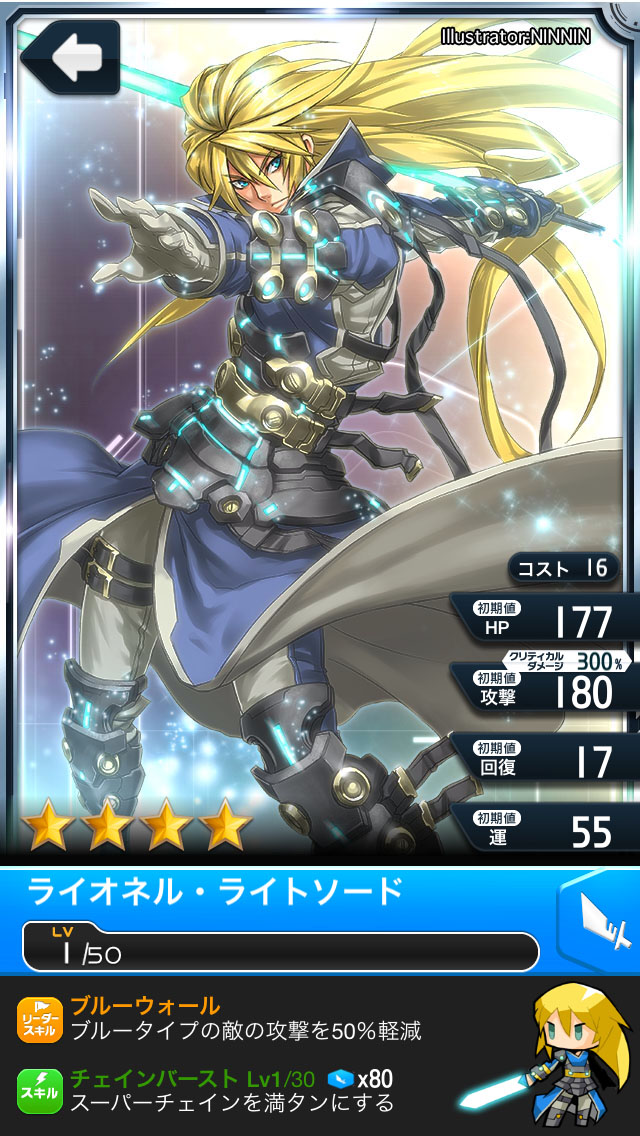 Illustrator:NINNIN
コスト 16
初期値
HP 177
クリティカル
ダメージ 300%
初期値
攻撃 180
初期値
回復 17
初期値
運 55
ライオネル・ライトソード
LV
1/50
リーダー
スキル
ブルーウォール
ブルータイプの敵の攻撃を50%軽減
スキル
チェインバースト Lv1/30 x80
スーパーチェインを満タンにする